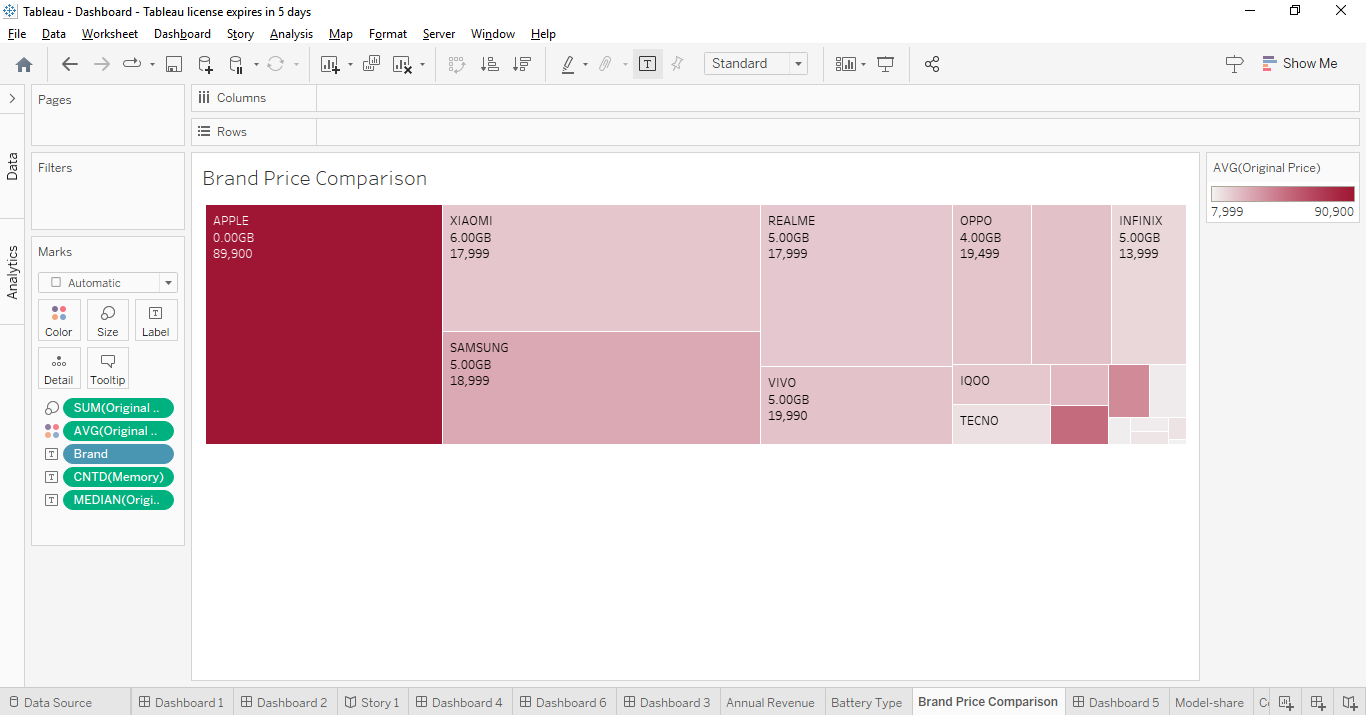 Tableau - Dashboard - Tableau license expires in 5 days
File Data Worksheet Dashboard Story Analysis Map Format Server Window Help
Standard
Show Me
Pages
Columns
Rows
Data
Analytics
Filters
Marks
Automatic
Color Size Label
Detail Tooltip
SUM(Original ..
AVG(Original ..
Brand
CNTD(Memory)
MEDIAN(Origi..
Brand Price Comparison
APPLE
0.00GB
89,900
XIAOMI
6.00GB
17,999
SAMSUNG
5.00GB
18,999
REALME
5.00GB
17,999
VIVO
5.00GB
19,990
OPPO
4.00GB
19,499
INFINIX
5.00GB
13,999
IQOO
TECNO
AVG(Original Price)
7,999 90,900
Data Source Dashboard 1 Dashboard 2 Story 1 Dashboard 4 Dashboard 6 Dashboard 3 Annual Revenue Battery Type Brand Price Comparison Dashboard 5 Model-share